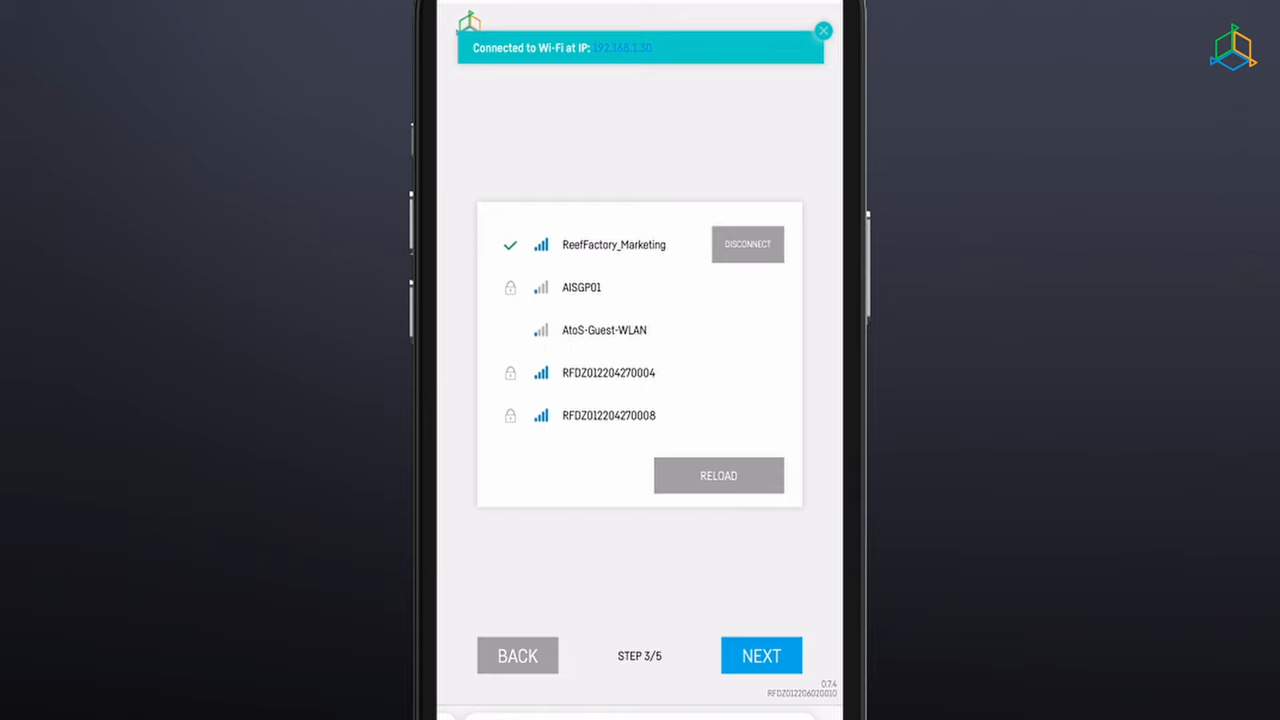 Connected to Wi-Fi at IP: 192.168.1.30
ReefFactory_Marketing
DISCONNECT
AISGP01
AtoS-Guest-WLAN
RFDZ012204270004
RFDZ012204270008
RELOAD
BACK
STEP 3/5
NEXT
0.7.4
RFDZ012206020010